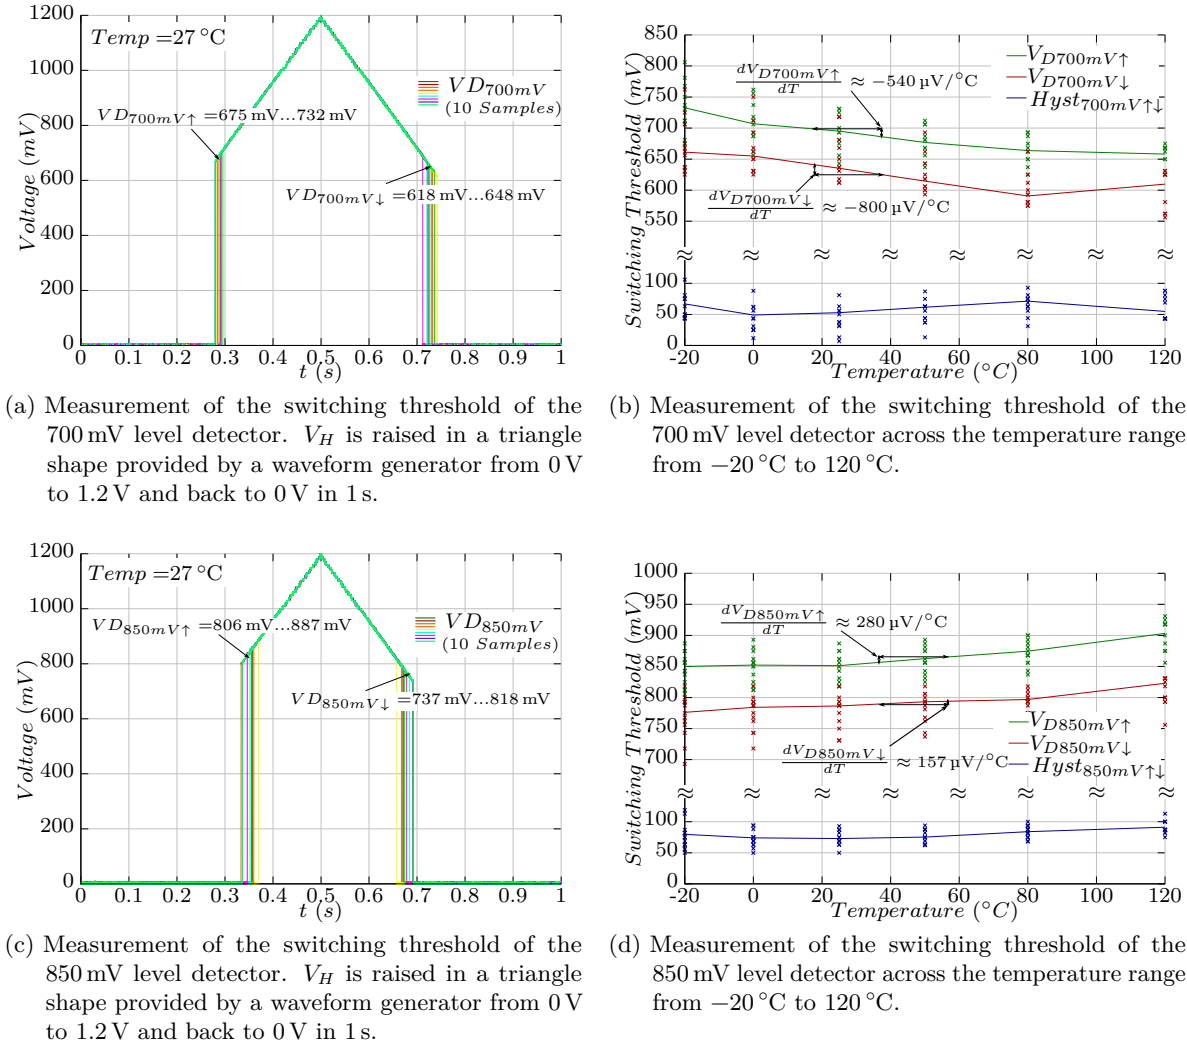 1200
1000
800
600
400
200
0
Voltage (mV)
Temp =27 °C
VD700mV
(10 Samples)
VD700mV↑ =675 mV...732 mV
VD700mV↓ =618 mV...648 mV
0 0.1 0.2 0.3 0.4 0.5 0.6 0.7 0.8 0.9 1
t (s)
850
800
750
700
650
600
550
100
50
0
Switching Threshold (mV)
VD700mV↑
VD700mV↓
Hyst700mV↑↓
dVD700mV↑
dT
≈ −540 µV/°C
dVD700mV↓
dT
≈ −800 µV/°C
≈ ≈ ≈ ≈ ≈ ≈ ≈ ≈
-20 0 20 40 60 80 100 120
Temperature (°C)
(a) Measurement of the switching threshold of the
700 mV level detector. VH is raised in a triangle
shape provided by a waveform generator from 0 V
to 1.2 V and back to 0 V in 1 s.
(b) Measurement of the switching threshold of the
700 mV level detector across the temperature range
from −20 °C to 120 °C.
1200
1000
800
600
400
200
0
Voltage (mV)
Temp =27 °C
VD850mV
(10 Samples)
VD850mV↑ =806 mV...887 mV
VD850mV↓ =737 mV...818 mV
0 0.1 0.2 0.3 0.4 0.5 0.6 0.7 0.8 0.9 1
t (s)
1000
950
900
850
800
750
700
100
50
0
Switching Threshold (mV)
dVD850mV↑
dT
≈ 280 µV/°C
VD850mV↑
VD850mV↓
Hyst850mV↑↓
dVD850mV↓
dT
≈ 157 µV/°C
≈ ≈ ≈ ≈ ≈ ≈ ≈ ≈
-20 0 20 40 60 80 100 120
Temperature (°C)
(c) Measurement of the switching threshold of the
850 mV level detector. VH is raised in a triangle
shape provided by a waveform generator from 0 V
to 1.2 V and back to 0 V in 1 s.
(d) Measurement of the switching threshold of the
850 mV level detector across the temperature range
from −20 °C to 120 °C.